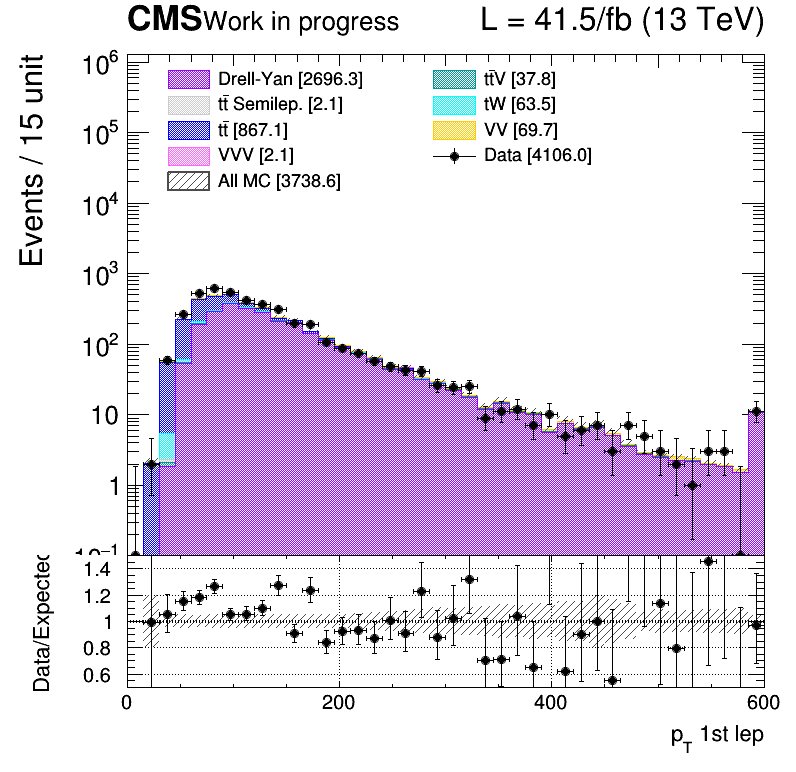 CMS Work in progress L = 41.5/fb (13 TeV)
Events / 15 unit
10⁶
10⁵
10⁴
10³
10²
10
1
10⁻¹
Drell-Yan [2696.3]
tt̄ Semilep. [2.1]
tt̄ [867.1]
VVV [2.1]
All MC [3738.6]
tt̄V [37.8]
tW [63.5]
VV [69.7]
Data [4106.0]
Data/Expected
1.4
1.2
1
0.8
0.6
0 200 400 600
p_T 1st lep